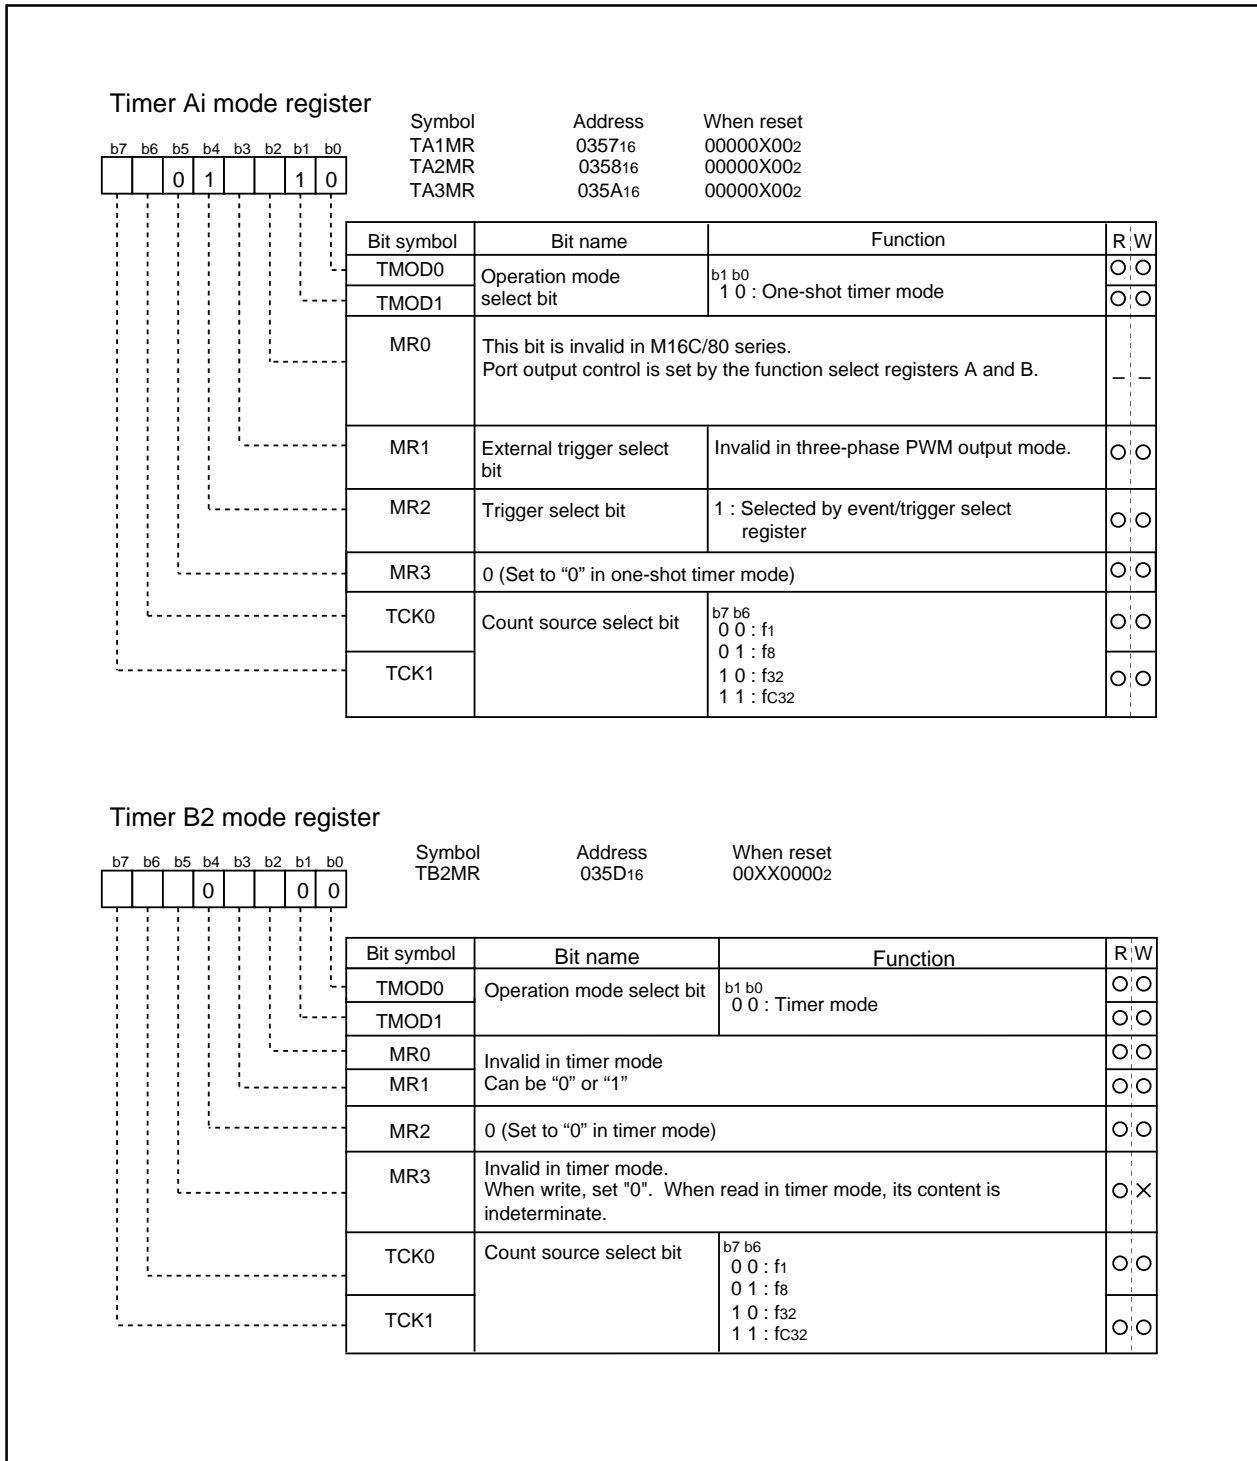 Timer Ai mode register
Symbol Address When reset
TA1MR 035716 00000X002
TA2MR 035816 00000X002
TA3MR 035A16 00000X002
b7 b6 b5 b4 b3 b2 b1 b0
0 1 1 0
Bit symbol Bit name Function R W
TMOD0 Operation mode select bit b1 b0
TMOD1 1 0 : One-shot timer mode
MR0 This bit is invalid in M16C/80 series.
Port output control is set by the function select registers A and B.
– –
MR1 External trigger select bit Invalid in three-phase PWM output mode.
MR2 Trigger select bit 1 : Selected by event/trigger select
register
MR3 0 (Set to “0” in one-shot timer mode)
TCK0 Count source select bit b7 b6
0 0 : f1
0 1 : f8
TCK1 1 0 : f32
1 1 : fC32
Timer B2 mode register
Symbol Address When reset
TB2MR 035D16 00XX00002
b7 b6 b5 b4 b3 b2 b1 b0
0 0 0
Bit symbol Bit name Function R W
TMOD0 Operation mode select bit b1 b0
0 0 : Timer mode
TMOD1
MR0 Invalid in timer mode
MR1 Can be “0” or “1”
MR2 0 (Set to “0” in timer mode)
MR3 Invalid in timer mode.
When write, set "0". When read in timer mode, its content is
indeterminate.
TCK0 Count source select bit b7 b6
0 0 : f1
0 1 : f8
TCK1 1 0 : f32
1 1 : fC32